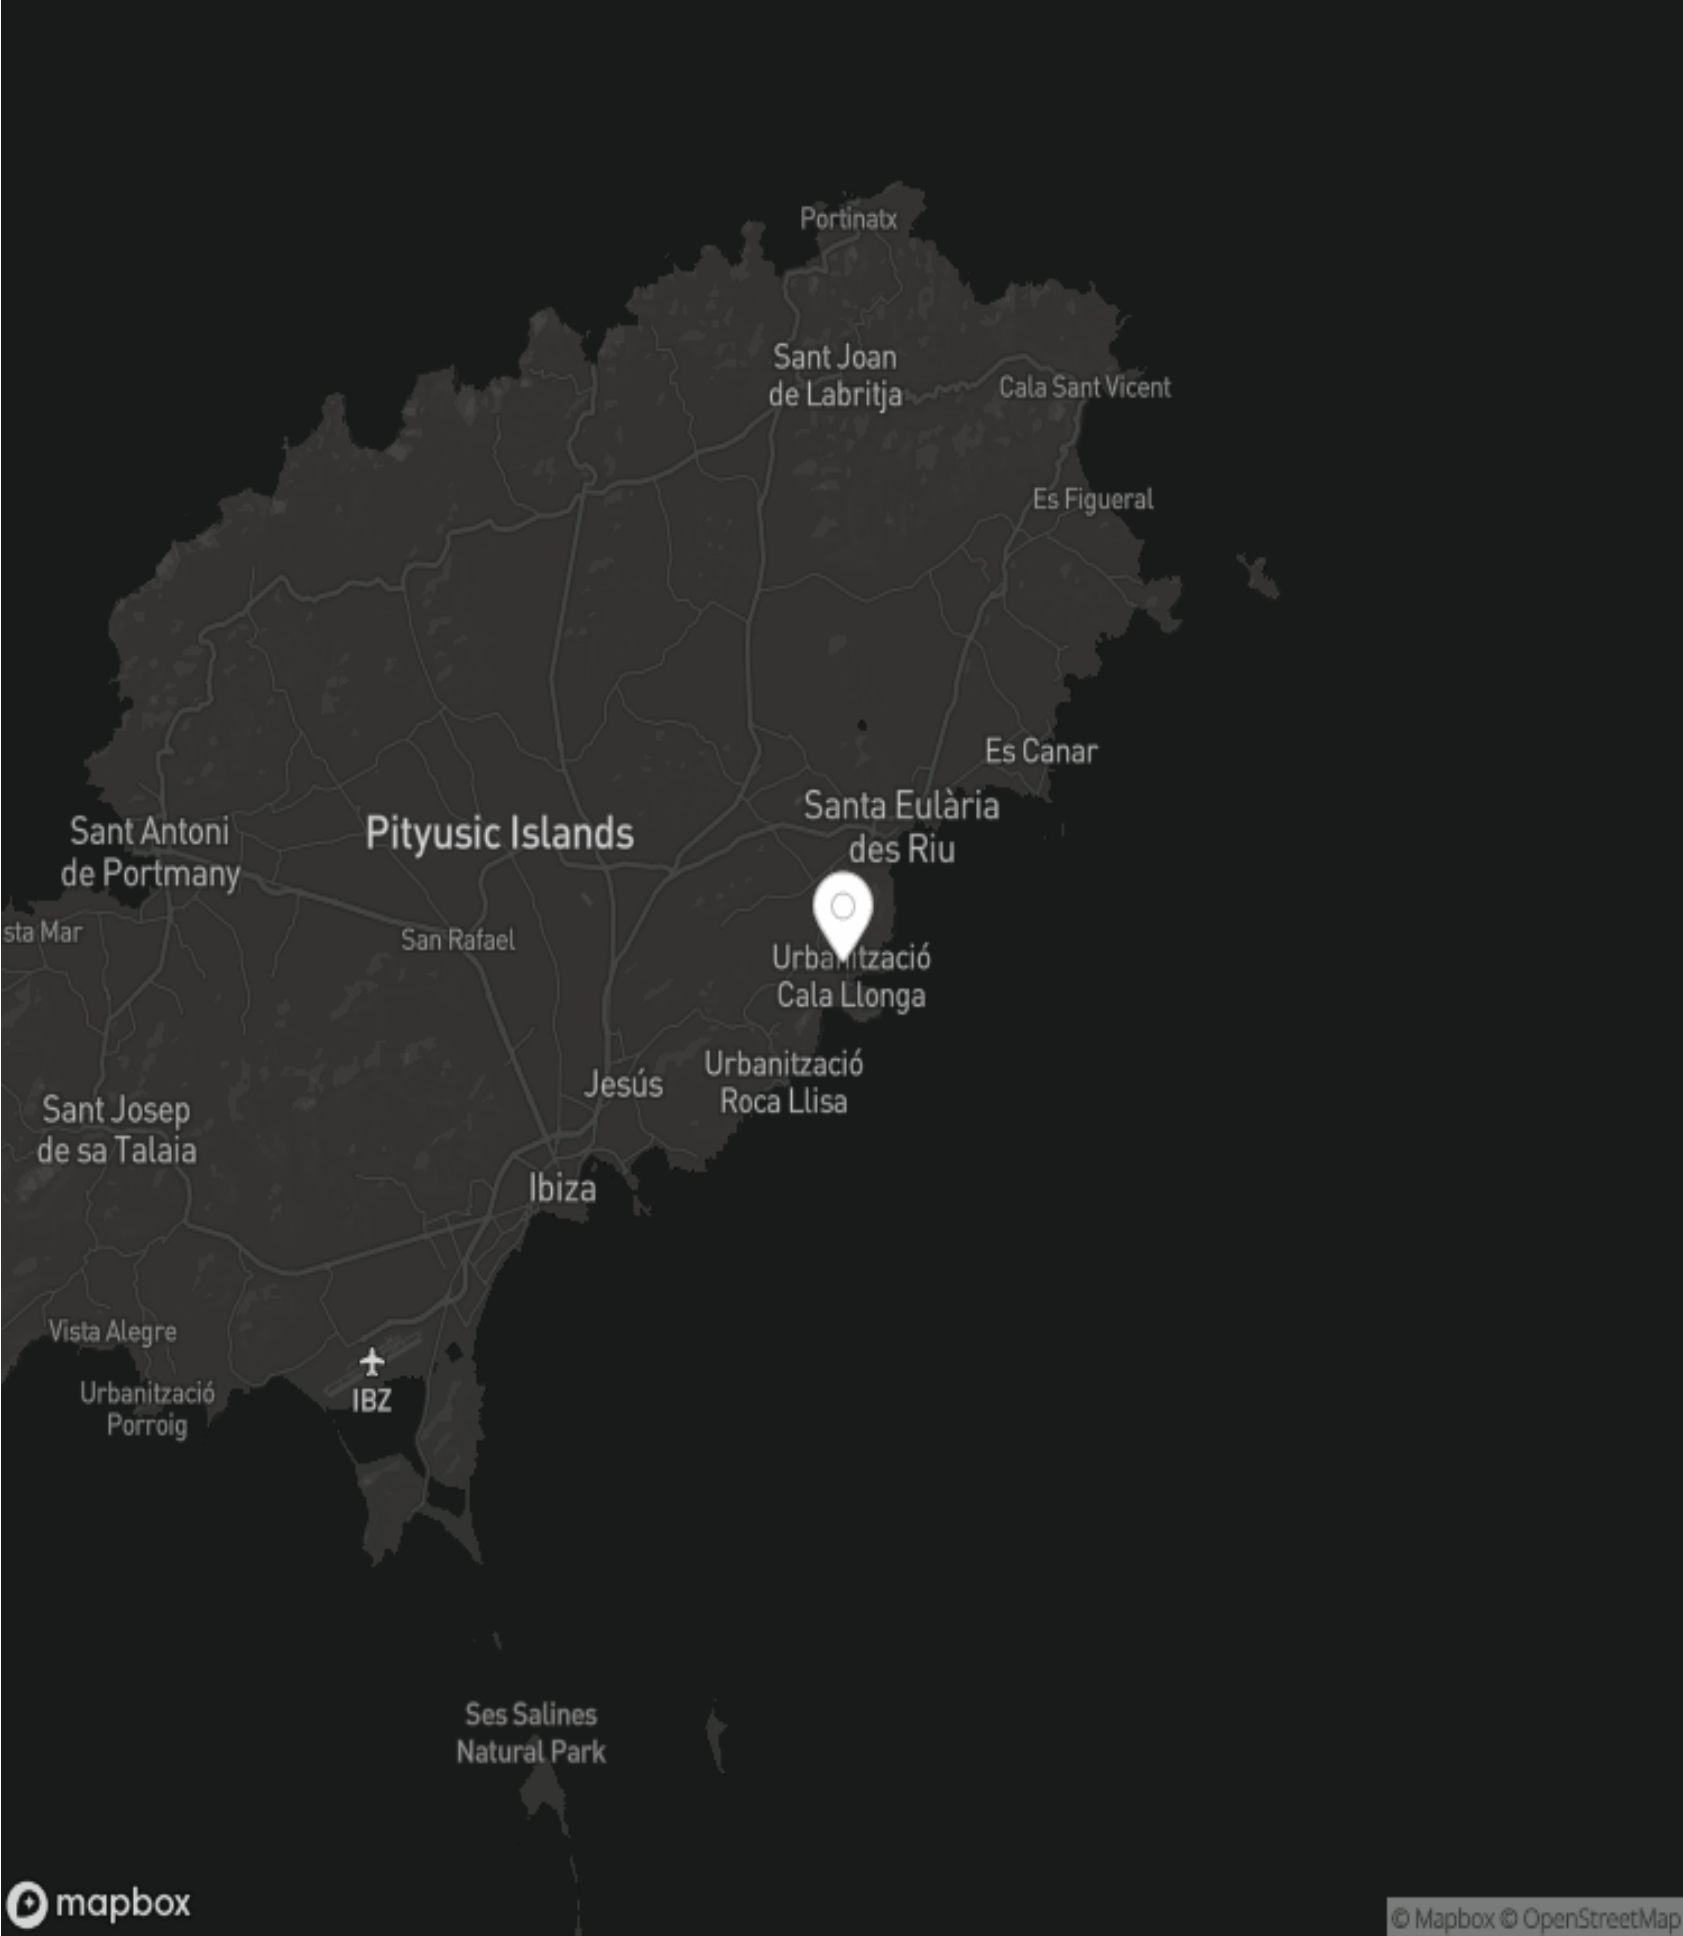 Portinatx
Sant Joan
de Labritja
Cala Sant Vicent
Es Figueral
Es Canar
Santa Eulària
des Riu
Sant Antoni
de Portmany
Pityusic Islands
sta Mar
San Rafael
Urbanització
Cala Llonga
Urbanització
Roca Llisa
Jesús
Sant Josep
de sa Talaia
Ibiza
Vista Alegre
IBZ
Urbanització
Porroig
Ses Salines
Natural Park
mapbox
© Mapbox © OpenStreetMap